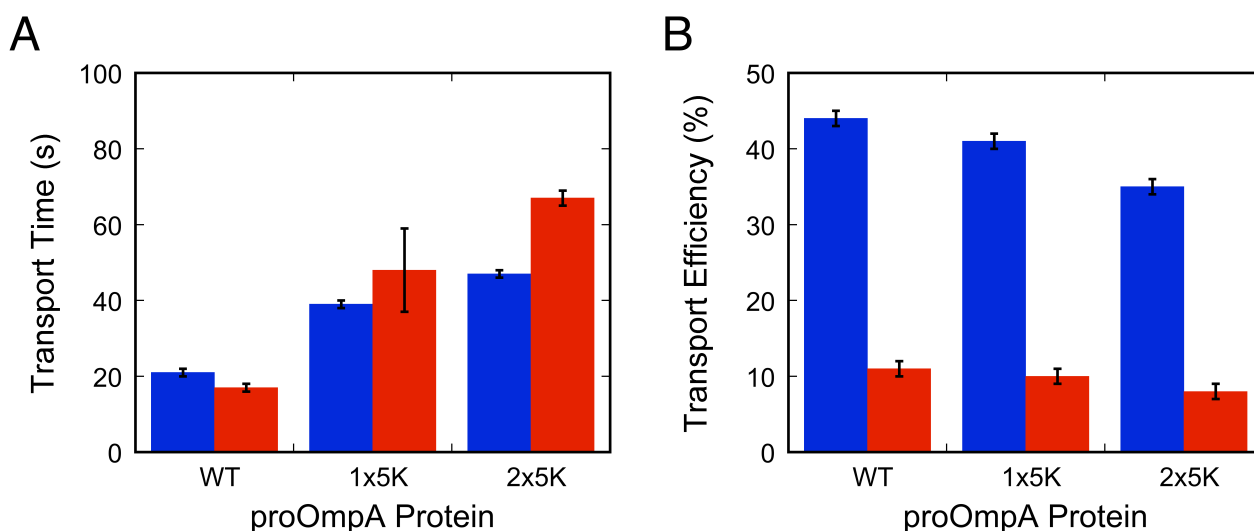 A
Transport Time (s)
100
80
60
40
20
0
WT 1x5K 2x5K
proOmpA Protein
B
Transport Efficiency (%)
50
40
30
20
10
0
WT 1x5K 2x5K
proOmpA Protein